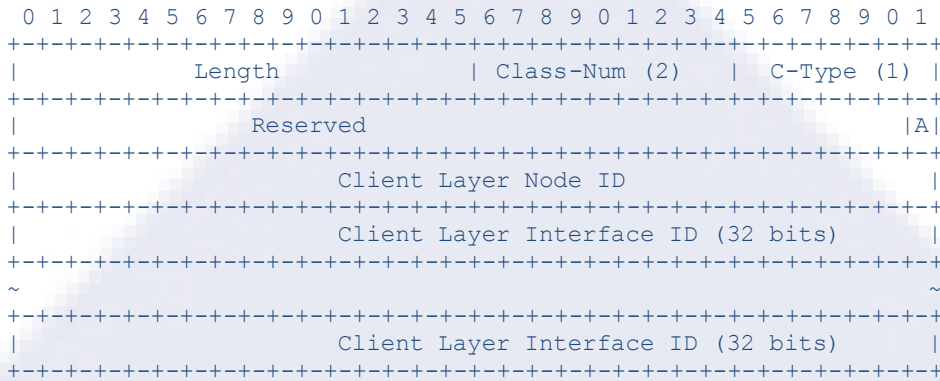 0 1 2 3 4 5 6 7 8 9 0 1 2 3 4 5 6 7 8 9 0 1 2 3 4 5 6 7 8 9 0 1
+-+-+-+-+-+-+-+-+-+-+-+-+-+-+-+-+-+-+-+-+-+-+-+-+-+-+-+-+-+-+-+-+
| Length | Class-Num (2) | C-Type (1) |
+-+-+-+-+-+-+-+-+-+-+-+-+-+-+-+-+-+-+-+-+-+-+-+-+-+-+-+-+-+-+-+-+
| Reserved |A|
+-+-+-+-+-+-+-+-+-+-+-+-+-+-+-+-+-+-+-+-+-+-+-+-+-+-+-+-+-+-+-+-+
| Client Layer Node ID |
+-+-+-+-+-+-+-+-+-+-+-+-+-+-+-+-+-+-+-+-+-+-+-+-+-+-+-+-+-+-+-+-+
| Client Layer Interface ID (32 bits) |
+-+-+-+-+-+-+-+-+-+-+-+-+-+-+-+-+-+-+-+-+-+-+-+-+-+-+-+-+-+-+-+-+
~ ~
+-+-+-+-+-+-+-+-+-+-+-+-+-+-+-+-+-+-+-+-+-+-+-+-+-+-+-+-+-+-+-+-+
| Client Layer Interface ID (32 bits) |
+-+-+-+-+-+-+-+-+-+-+-+-+-+-+-+-+-+-+-+-+-+-+-+-+-+-+-+-+-+-+-+-+